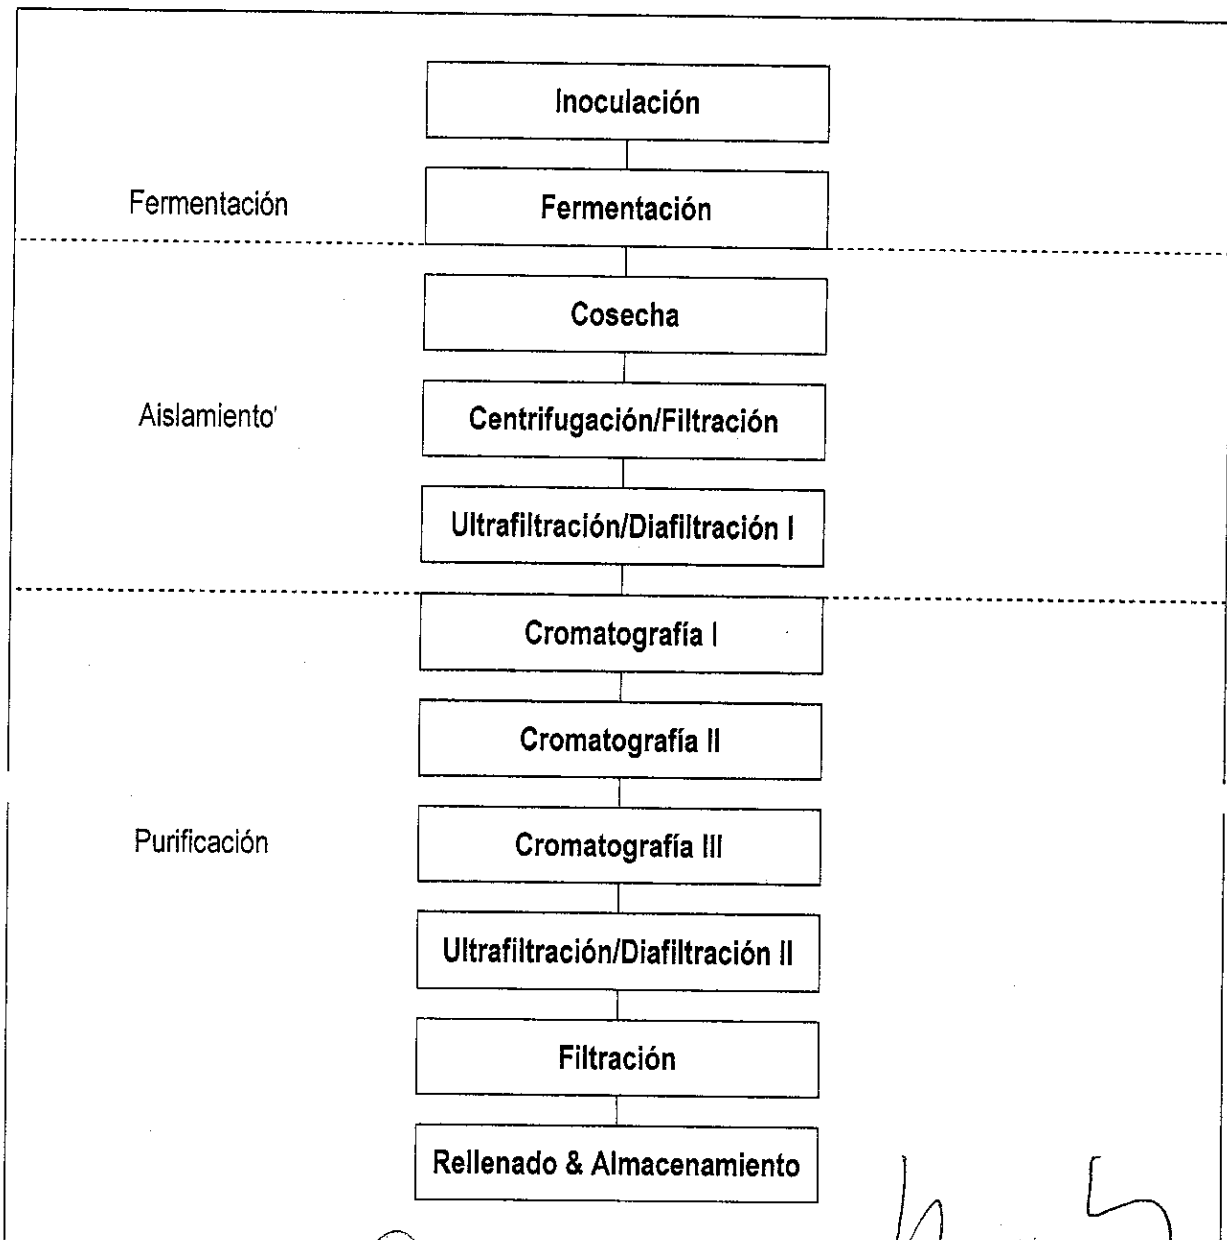 Inoculación
Fermentación
Fermentación
Cosecha
Aislamiento
Centrifugación/Filtración
Ultrafiltración/Diafiltración I
Cromatografía I
Cromatografía II
Purificación
Cromatografía III
Ultrafiltración/Diafiltración II
Filtración
Rellenado & Almacenamiento